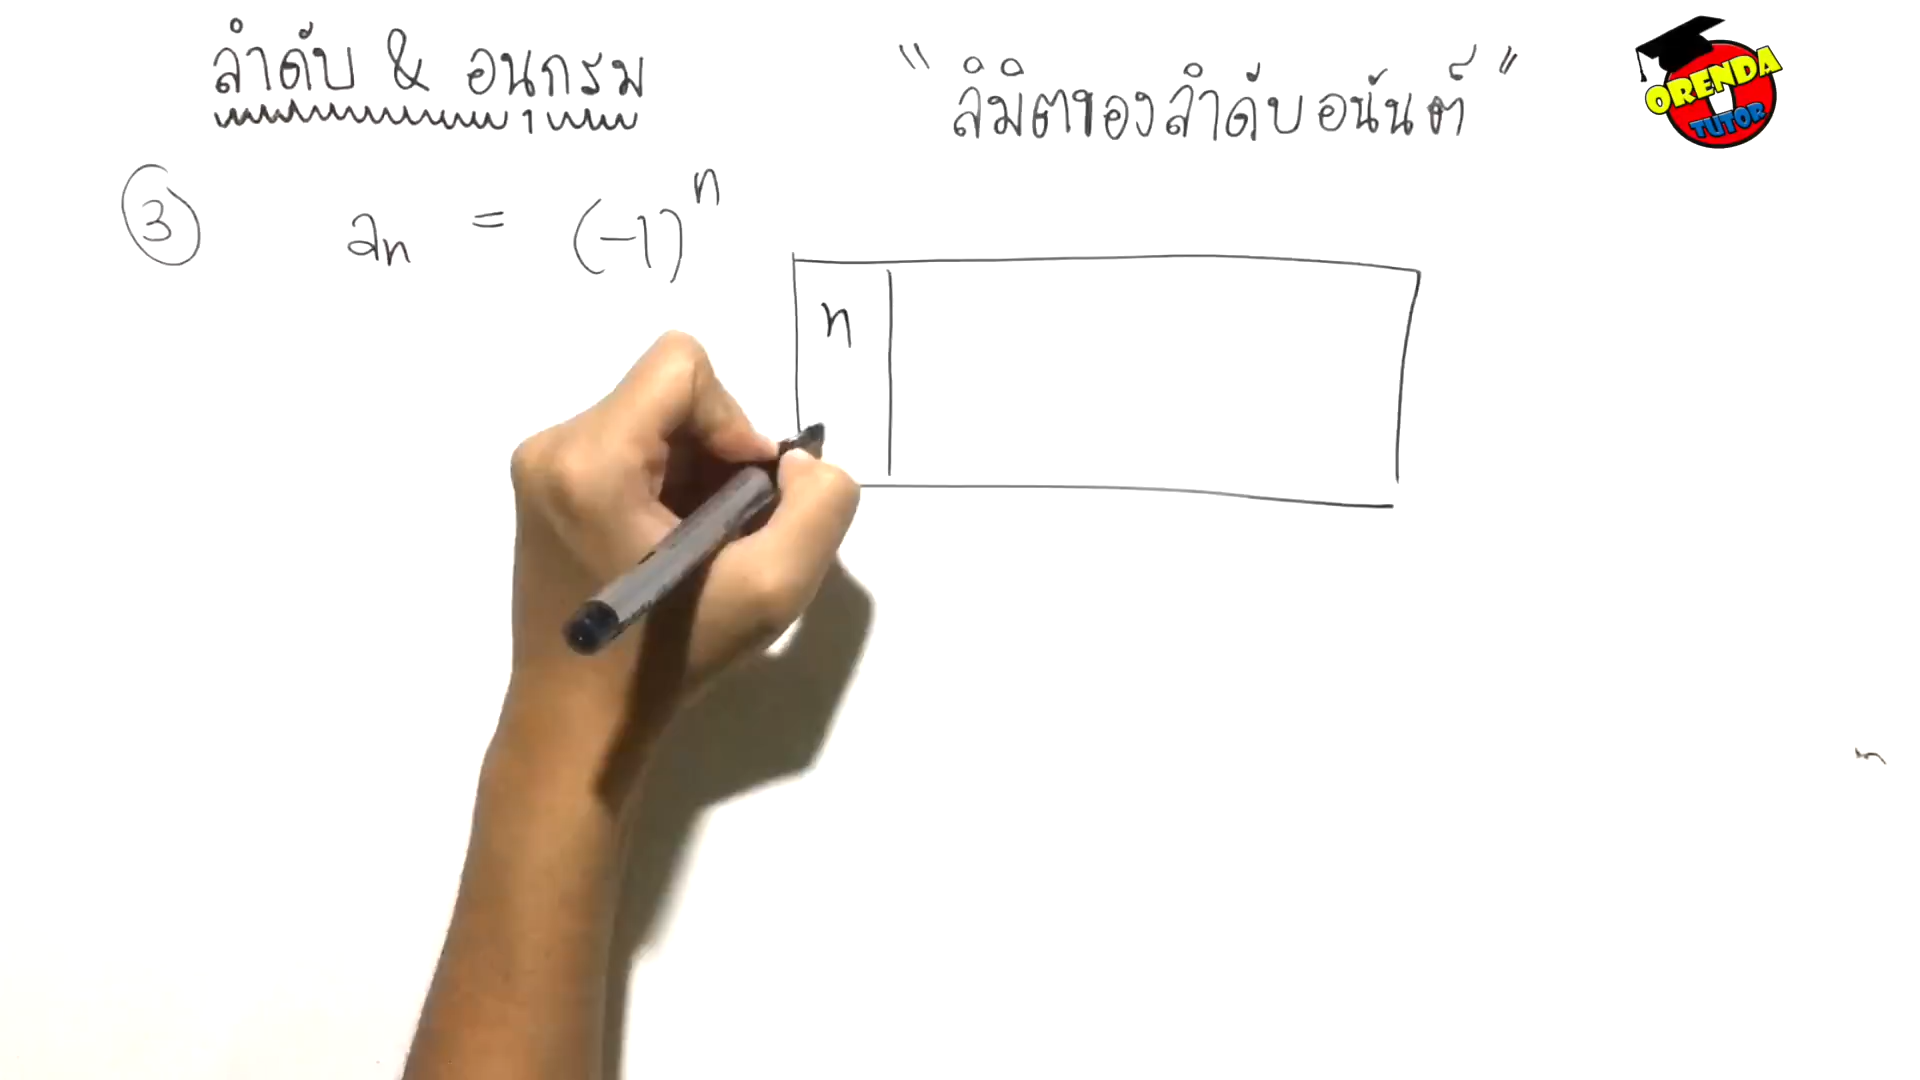 ลำดับ & อนุกรม
"ลิมิตของลำดับอนันต์"
ORENDA
TUTOR
③ aₙ = (-1)ⁿ
n